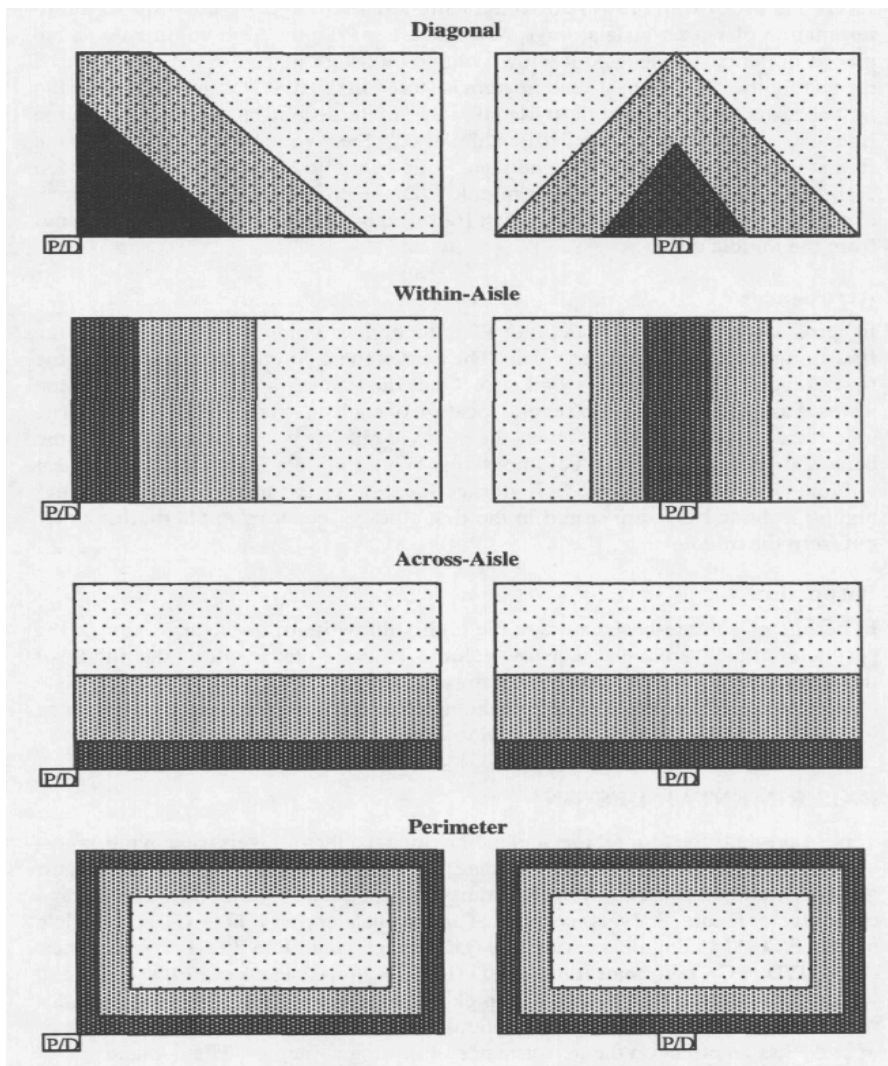 Diagonal
P/D P/D
Within-Aisle
P/D P/D
Across-Aisle
P/D P/D
Perimeter
P/D P/D